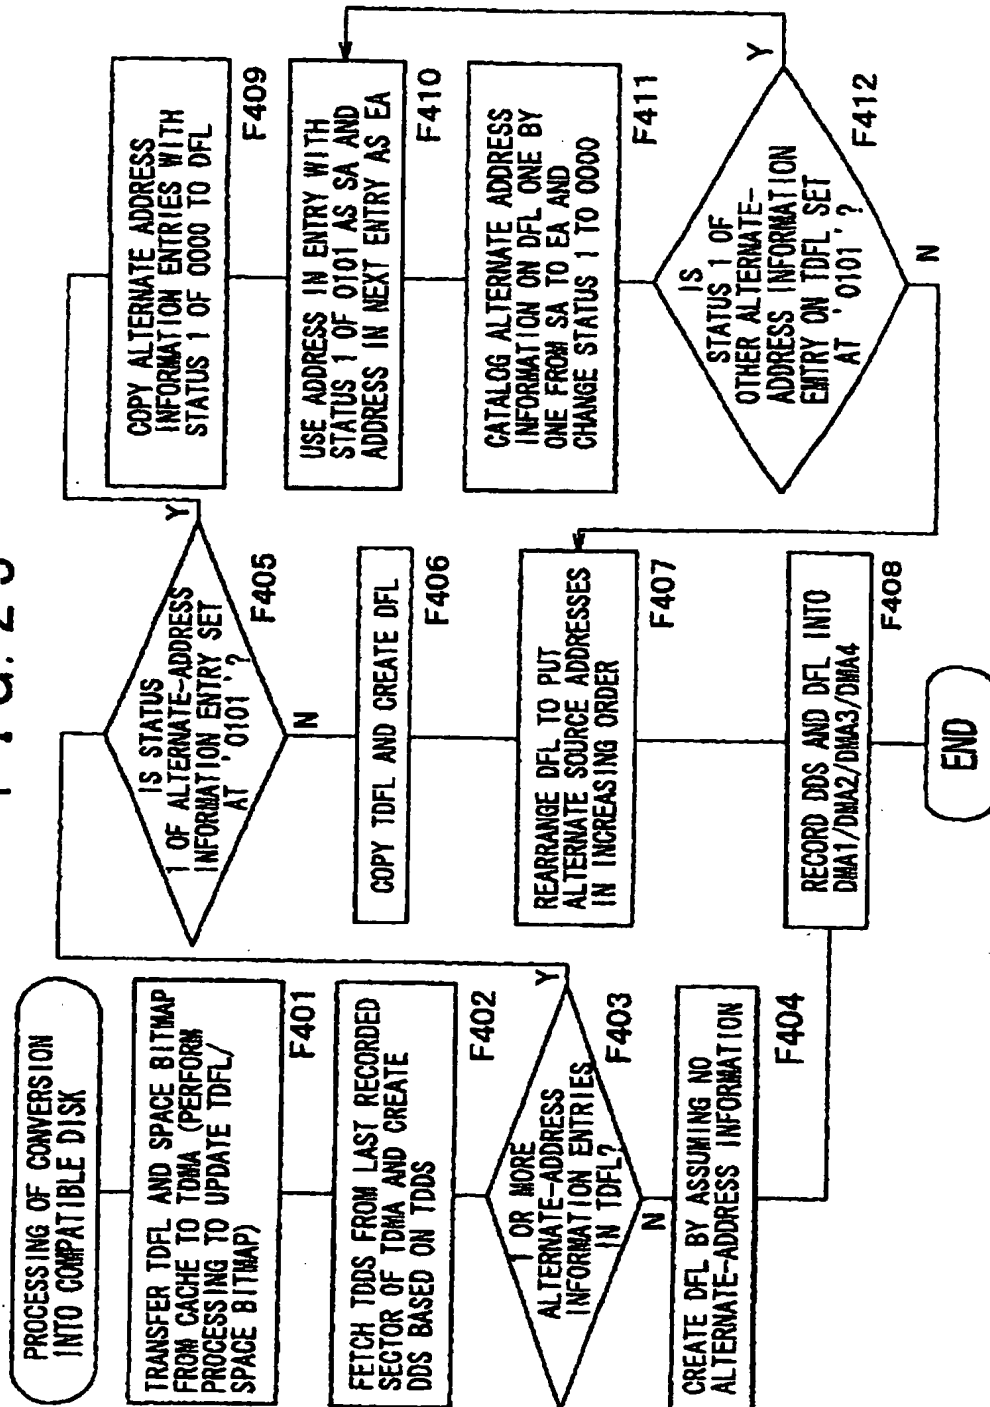 PROCESSING OF CONVERSION
INTO COMPATIBLE DISK
TRANSFER TDFL AND SPACE BITMAP
FROM CACHE TO TDMA (PERFORM
PROCESSING TO UPDATE TDFL/
SPACE BITMAP)
F401
FETCH TDDS FROM LAST RECORDED
SECTOR OF TDMA AND CREATE
DDS BASED ON TDDS
F402
1 OR MORE
ALTERNATE-ADDRESS
INFORMATION ENTRIES
IN TDFL?
Y
F403
N
CREATE DFL BY ASSUMING NO
ALTERNATE-ADDRESS INFORMATION
F404
IS STATUS
1 OF ALTERNATE-ADDRESS
INFORMATION ENTRY SET
AT '0101'?
Y
F405
N
COPY TDFL AND CREATE DFL
F406
REARRANGE DFL TO PUT
ALTERNATE SOURCE ADDRESSES
IN INCREASING ORDER
F407
RECORD DDS AND DFL INTO
DMA1/DMA2/DMA3/DMA4
F408
END
COPY ALTERNATE ADDRESS
INFORMATION ENTRIES WITH
STATUS 1 OF 0000 TO DFL
F409
USE ADDRESS IN ENTRY WITH
STATUS 1 OF 0101 AS SA AND
ADDRESS IN NEXT ENTRY AS EA
F410
CATALOG ALTERNATE ADDRESS
INFORMATION ON DFL ONE BY
ONE FROM SA TO EA AND
CHANGE STATUS 1 TO 0000
F411
IS
STATUS 1 OF
OTHER ALTERNATE-
ADDRESS INFORMATION
EMTRY ON TDFL SET
AT '0101'?
Y
F412
N